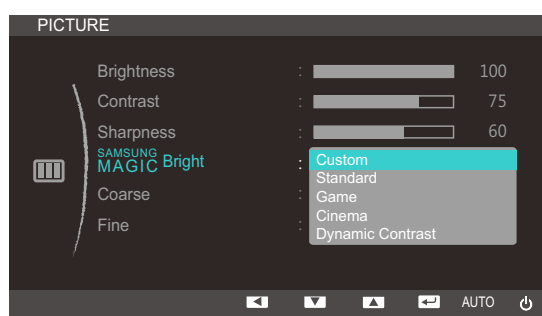 PICTURE
Brightness : 100
Contrast : 75
Sharpness : 60
SAMSUNG
MAGIC Bright : Custom
Standard
Coarse : Game
Cinema
Fine : Dynamic Contrast
AUTO